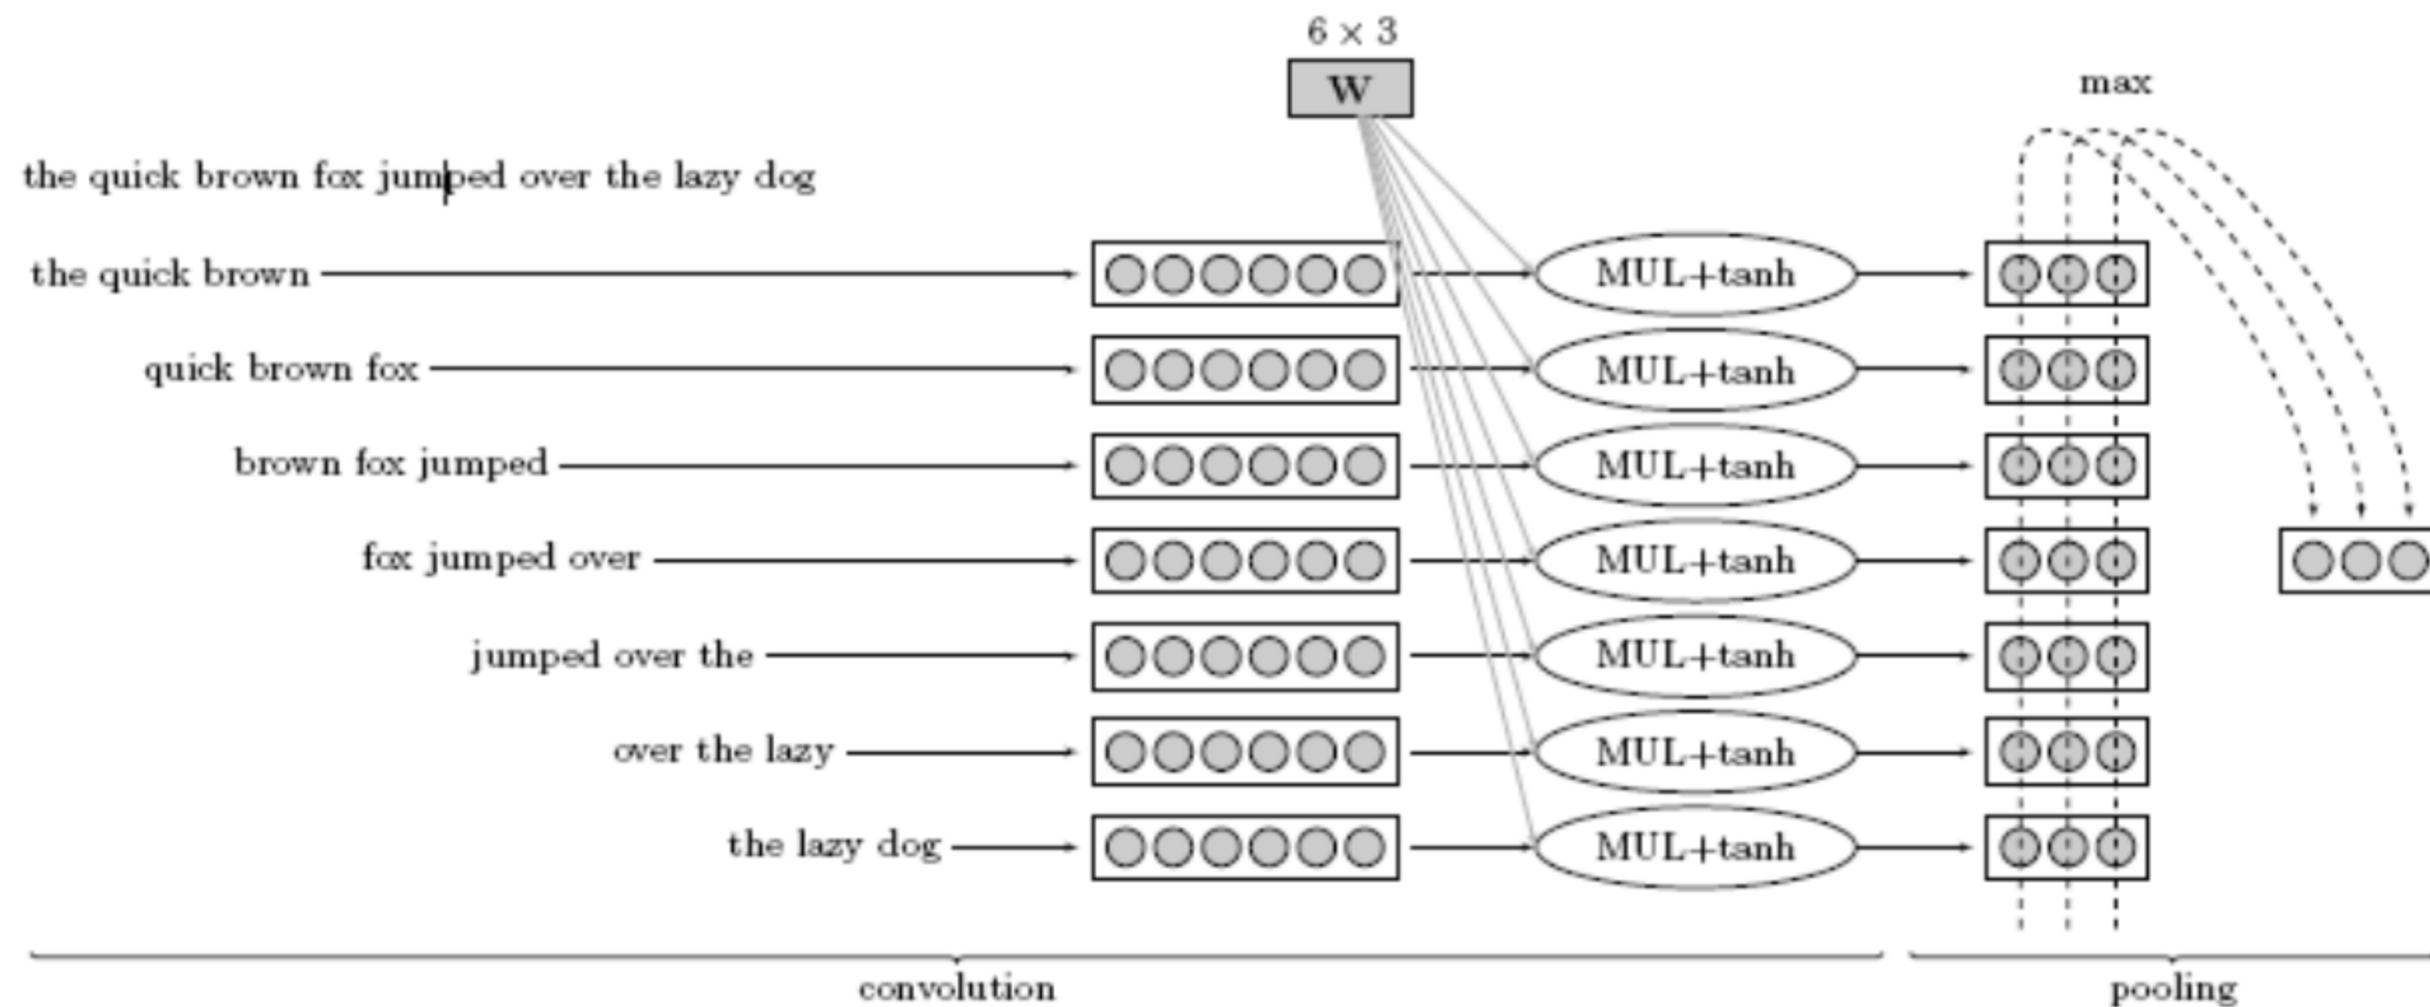 6 × 3
W
max
the quick brown fox jumped over the lazy dog
the quick brown MUL+tanh
quick brown fox MUL+tanh
brown fox jumped MUL+tanh
fox jumped over MUL+tanh
jumped over the MUL+tanh
over the lazy MUL+tanh
the lazy dog MUL+tanh
convolution pooling